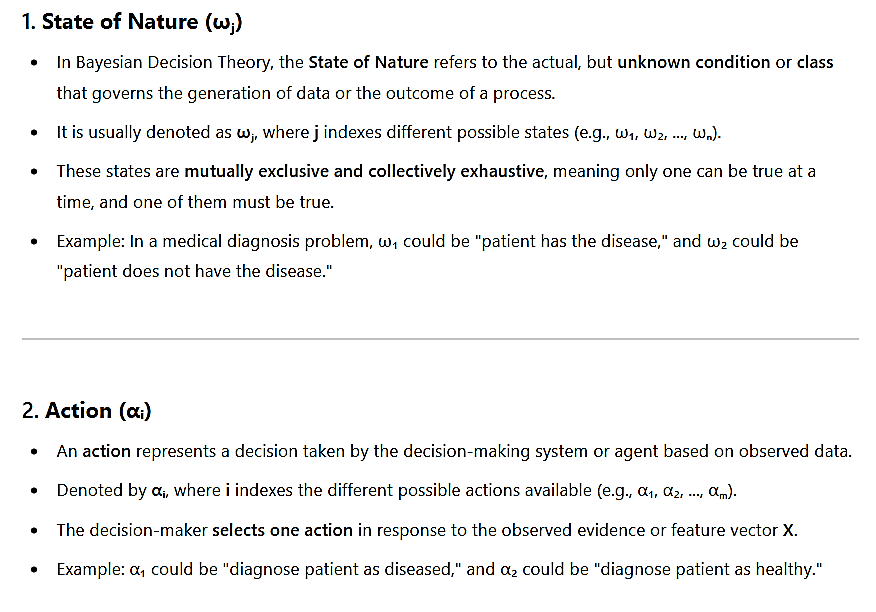 1. State of Nature (ωⱼ)
• In Bayesian Decision Theory, the State of Nature refers to the actual, but unknown condition or class
that governs the generation of data or the outcome of a process.
• It is usually denoted as ωⱼ, where j indexes different possible states (e.g., ω₁, ω₂, ..., ωₙ).
• These states are mutually exclusive and collectively exhaustive, meaning only one can be true at a
time, and one of them must be true.
• Example: In a medical diagnosis problem, ω₁ could be "patient has the disease," and ω₂ could be
"patient does not have the disease."
2. Action (αᵢ)
• An action represents a decision taken by the decision-making system or agent based on observed data.
• Denoted by αᵢ, where i indexes the different possible actions available (e.g., α₁, α₂, ..., αₘ).
• The decision-maker selects one action in response to the observed evidence or feature vector X.
• Example: α₁ could be "diagnose patient as diseased," and α₂ could be "diagnose patient as healthy."